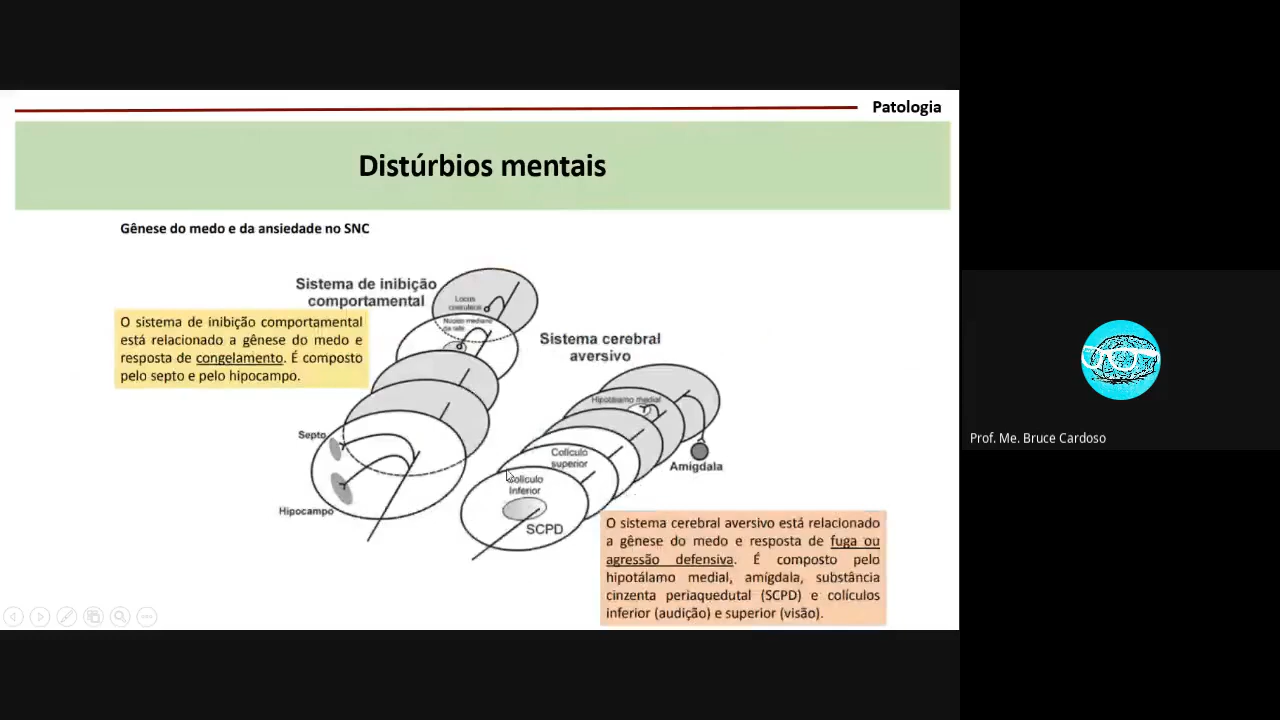 Patologia
Distúrbios mentais
Gênese do medo e da ansiedade no SNC
Sistema de inibição
comportamental
O sistema de inibição comportamental
está relacionado a gênese do medo e
resposta de congelamento. É composto
pelo septo e pelo hipocampo.
Locus
coeruleus
Núcleo mediano
da rafe
Septo
Hipocampo
Sistema cerebral
aversivo
Hipotálamo medial
Amígdala
Colículo
superior
Colículo
Inferior
SCPD
O sistema cerebral aversivo está relacionado
a gênese do medo e resposta de fuga ou
agressão defensiva. É composto pelo
hipotálamo medial, amígdala, substância
cinzenta periaquedutal (SCPD) e colículos
inferior (audição) e superior (visão).
Prof. Me. Bruce Cardoso